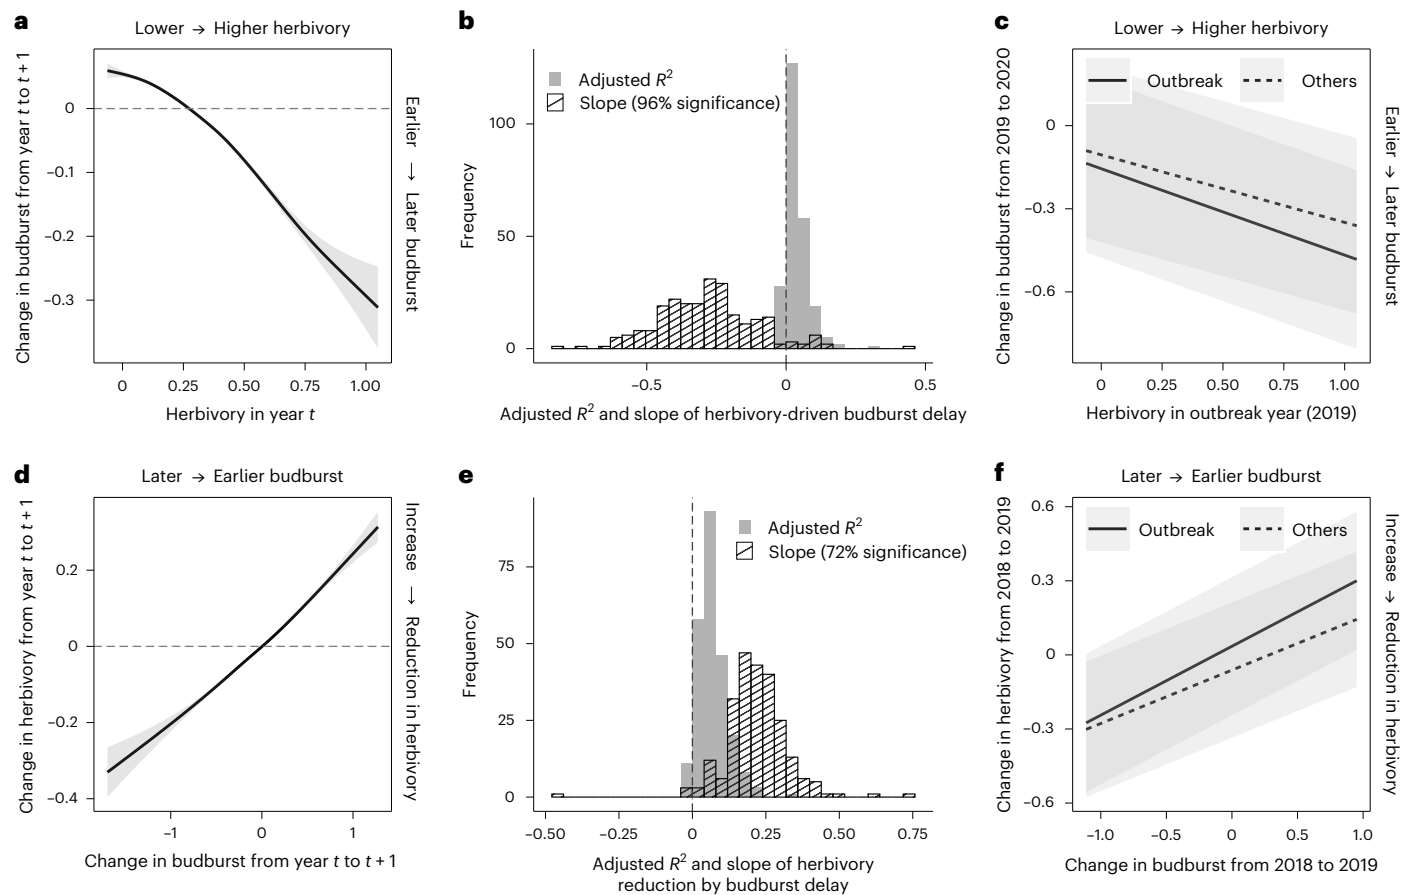 a
Lower → Higher herbivory
Change in budburst from year t to t + 1
0
−0.1
−0.2
−0.3
0
0.25
0.50
0.75
1.00
Herbivory in year t
Earlier → Later budburst
b
Adjusted R²
Slope (96% significance)
Frequency
100
50
0
−0.5
0
0.5
Adjusted R² and slope of herbivory-driven budburst delay
c
Lower → Higher herbivory
Outbreak
Others
Change in budburst from 2019 to 2020
0
−0.3
−0.6
0
0.25
0.50
0.75
1.00
Herbivory in outbreak year (2019)
Earlier → Later budburst
d
Later → Earlier budburst
Change in herbivory from year t to t + 1
0.2
0
−0.2
−0.4
−1
0
1
Change in budburst from year t to t + 1
Increase → Reduction in herbivory
e
Adjusted R²
Slope (72% significance)
Frequency
75
50
25
0
−0.50
−0.25
0
0.25
0.50
0.75
Adjusted R² and slope of herbivory
reduction by budburst delay
f
Later → Earlier budburst
Outbreak
Others
Change in herbivory from 2018 to 2019
0.6
0.3
0
−0.3
−0.6
−1.0
−0.5
0
0.5
1.0
Change in budburst from 2018 to 2019
Increase → Reduction in herbivory